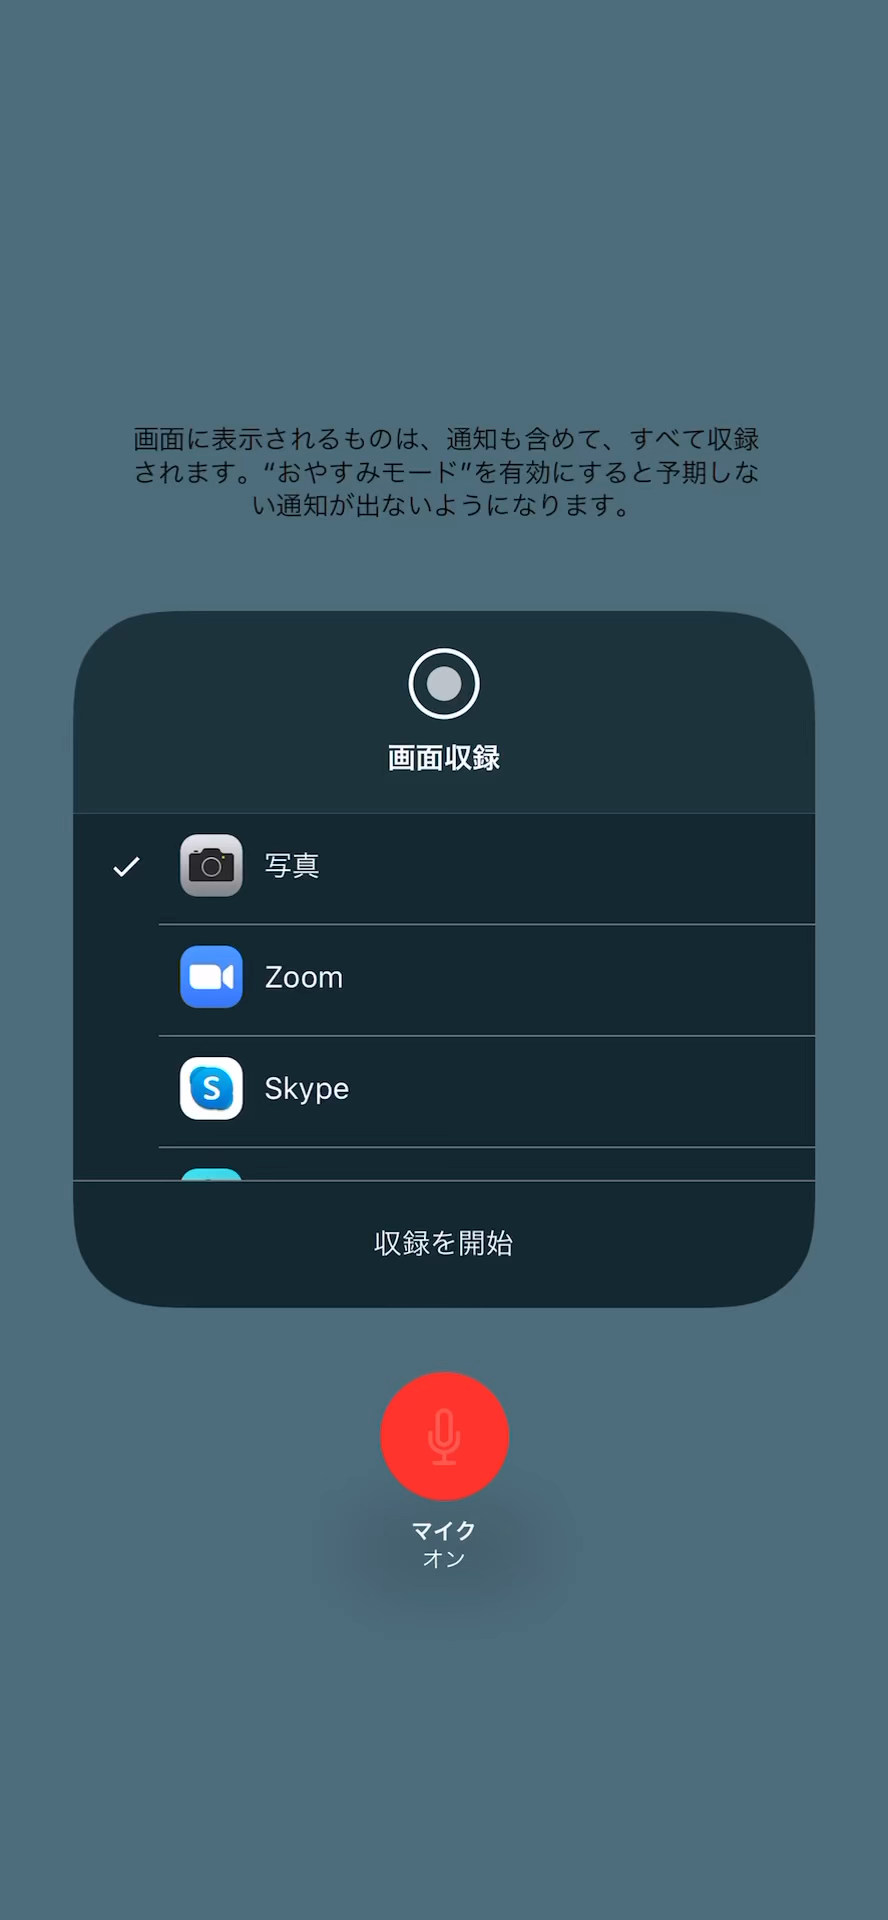 画面に表示されるものは、通知も含めて、すべて収録
されます。“おやすみモード”を有効にすると予期しな
い通知が出ないようになります。
画面収録
写真
Zoom
Skype
収録を開始
マイク
オン